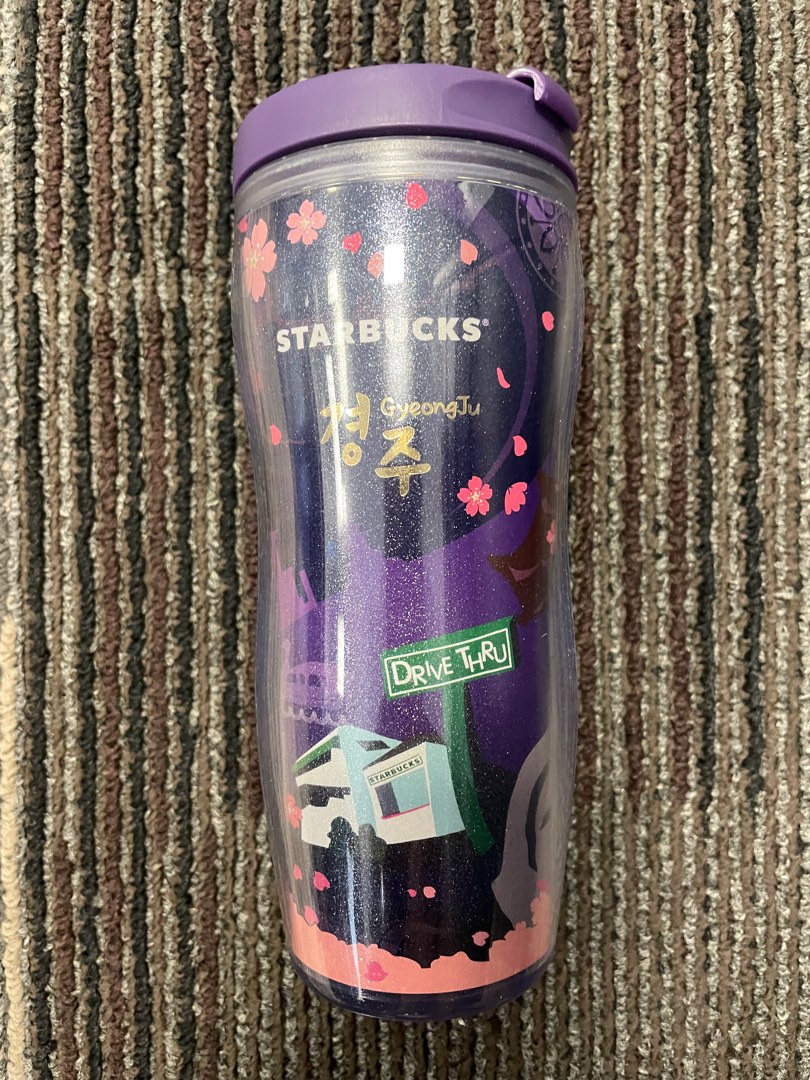 STARBUCKS®
경주 GyeongJu
DRIVE THRU
STARBUCKS